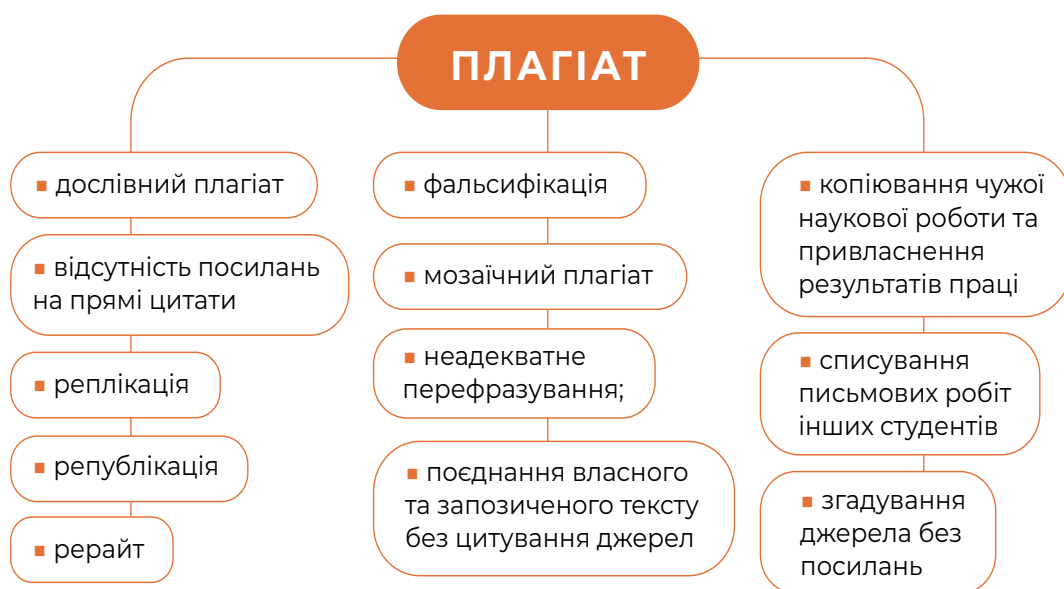 ПЛАГІАТ
▪ дослівний плагіат
▪ відсутність посилань
на прямі цитати
▪ реплікація
▪ републікація
▪ рерайт
▪ фальсифікація
▪ мозаїчний плагіат
▪ неадекватне
перефразування;
▪ поєднання власного
та запозиченого тексту
без цитування джерел
▪ копіювання чужої
наукової роботи та
привласнення
результатів праці
▪ списування
письмових робіт
інших студентів
▪ згадування
джерела без
посилань